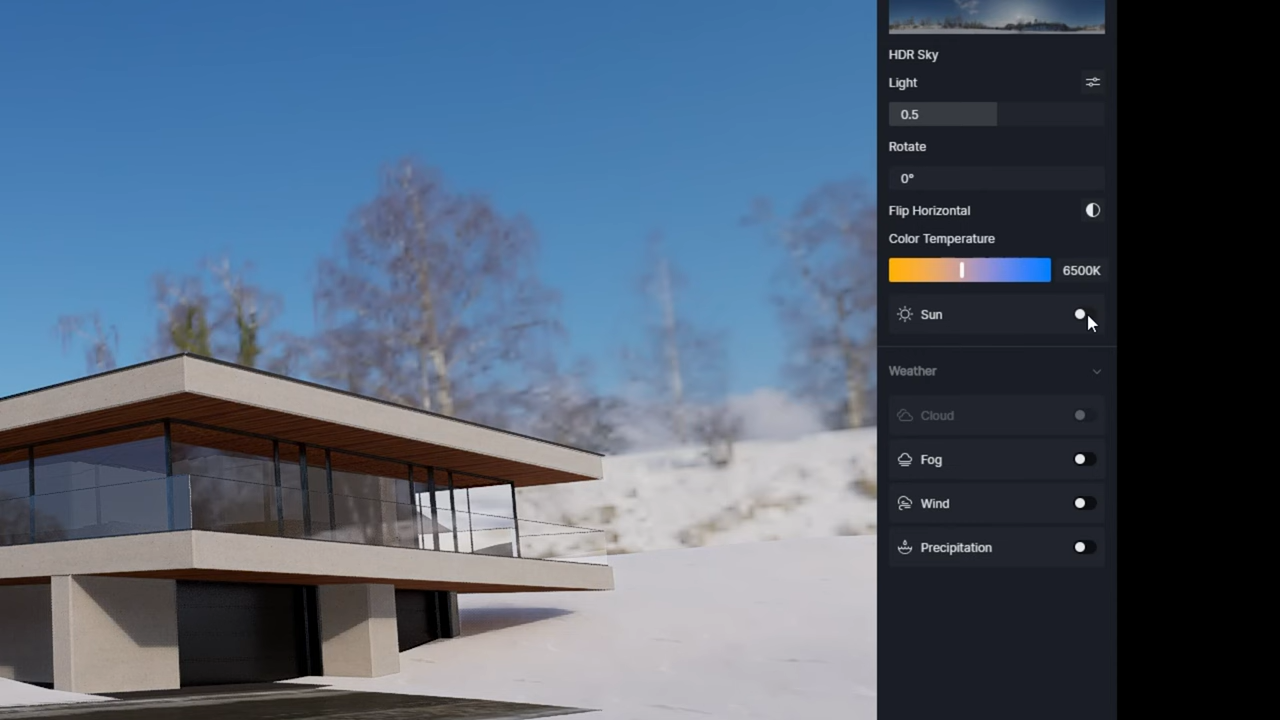 HDR Sky
Light
0.5
Rotate
0°
Flip Horizontal
Color Temperature
6500K
Sun
Weather
Cloud
Fog
Wind
Precipitation